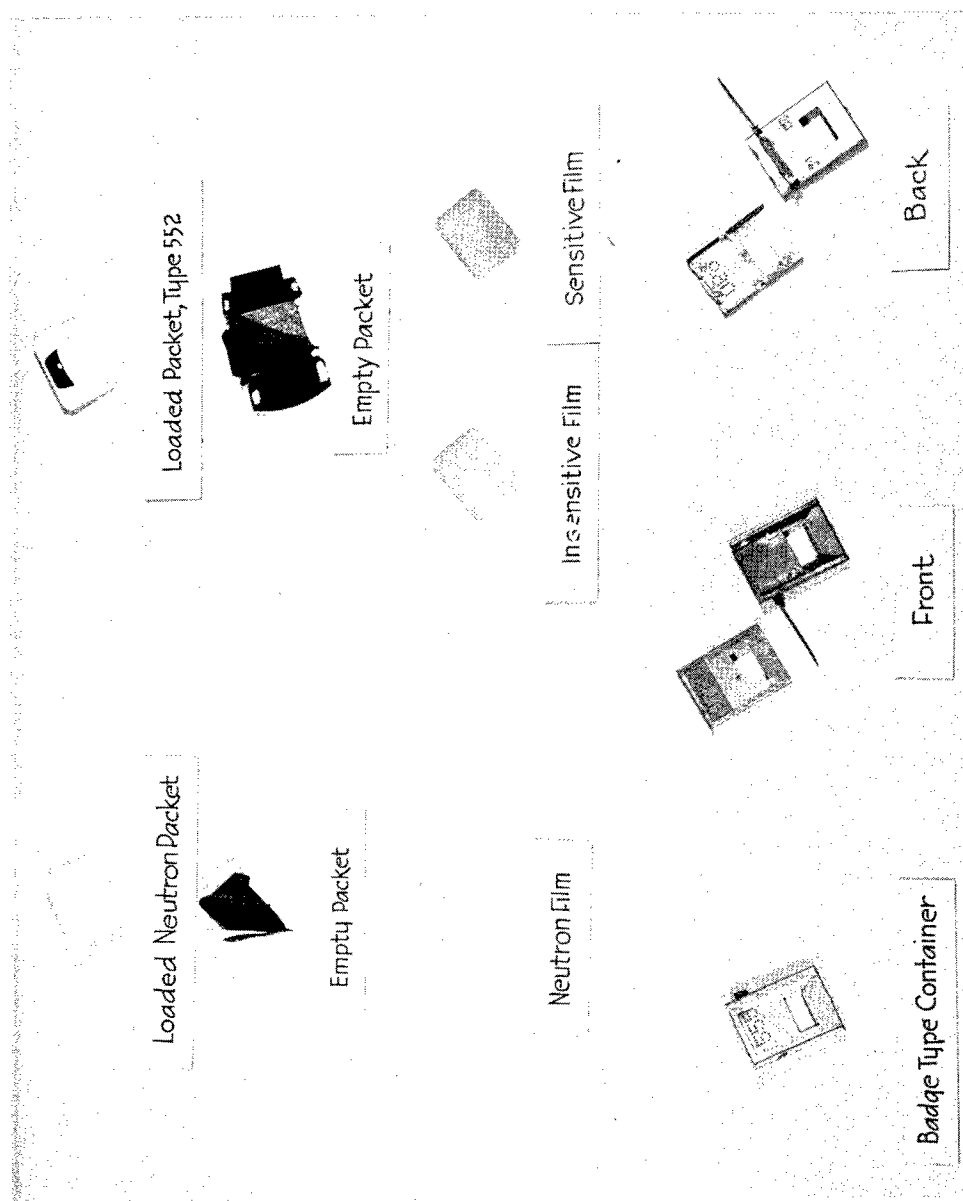 Loaded Neutron Packet
Loaded Packet, Type 552
Empty Packet
Empty Packet
Neutron Film
Insensitive Film
Sensitive Film
Badge Type Container
Front
Back